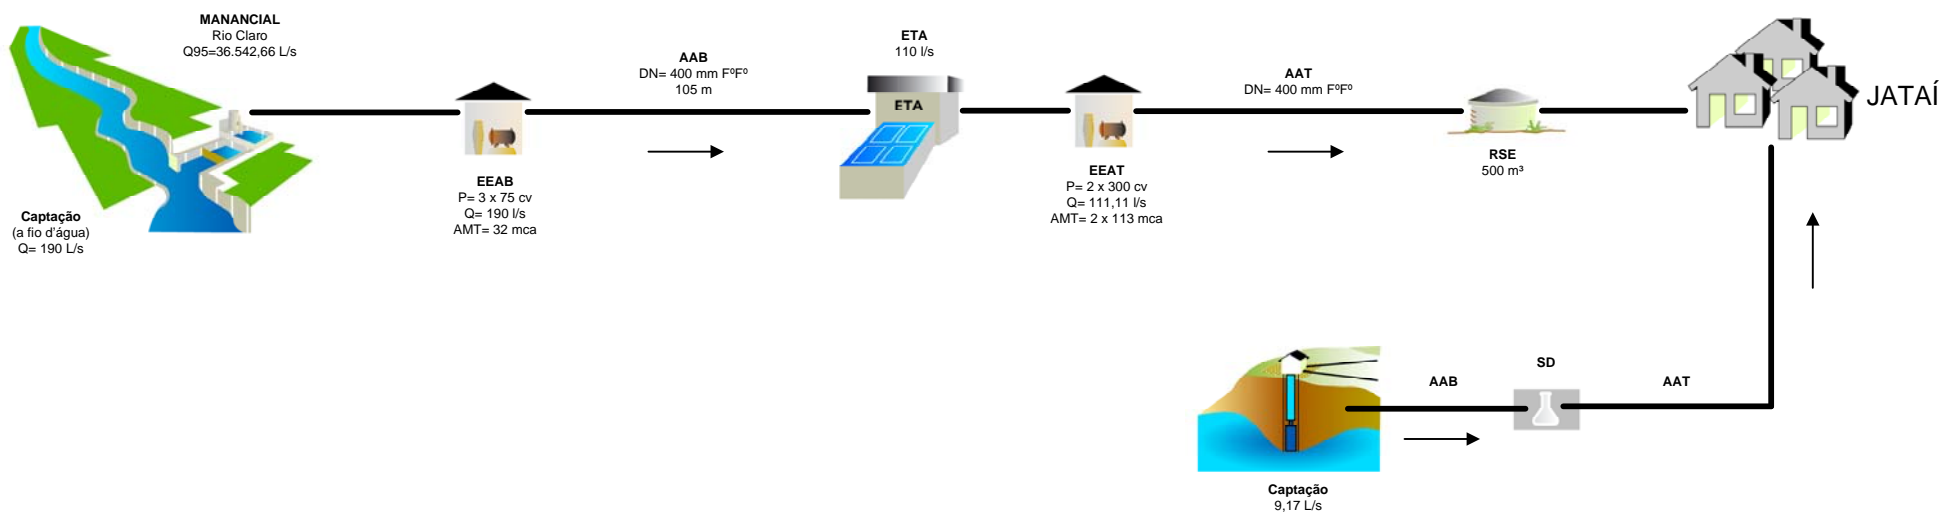 MANANCIAL
Rio Claro
Q95=36.542,66 L/s
Captação
(a fio d'água)
Q= 190 L/s
EEAB
P= 3 x 75 cv
Q= 190 l/s
AMT= 32 mca
AAB
DN= 400 mm FºFº
105 m
ETA
110 l/s
ETA
EEAT
P= 2 x 300 cv
Q= 111,11 l/s
AMT= 2 x 113 mca
AAT
DN= 400 mm FºFº
RSE
500 m³
JATAÍ
Captação
9,17 L/s
AAB
SD
AAT